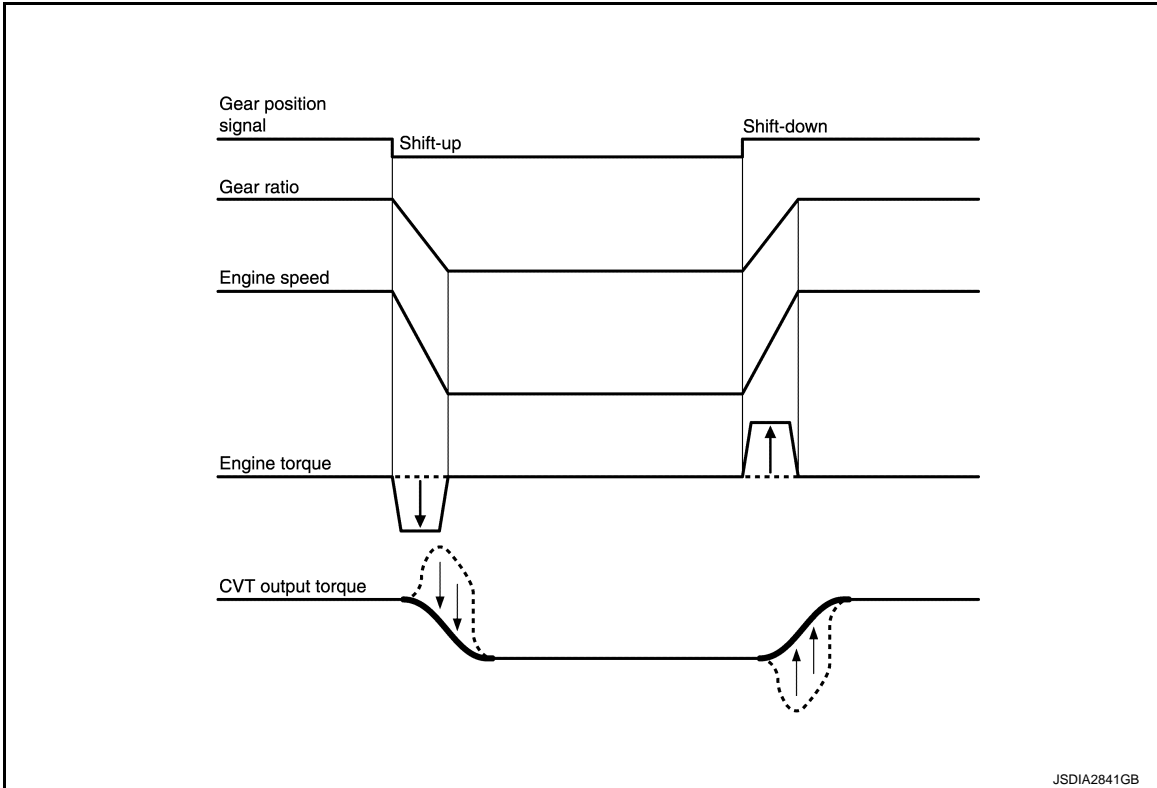 Gear position
signal
Shift-up
Shift-down
Gear ratio
Engine speed
Engine torque
CVT output torque
JSDIA2841GB